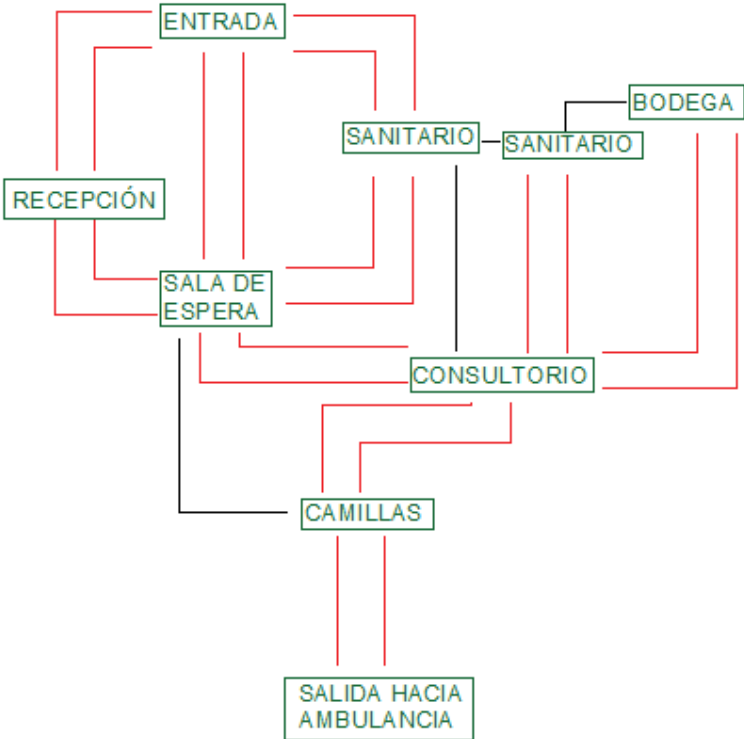 ENTRADA
BODEGA
SANITARIO
SANITARIO
RECEPCIÓN
SALA DE
ESPERA
CONSULTORIO
CAMILLAS
SALIDA HACIA
AMBULANCIA